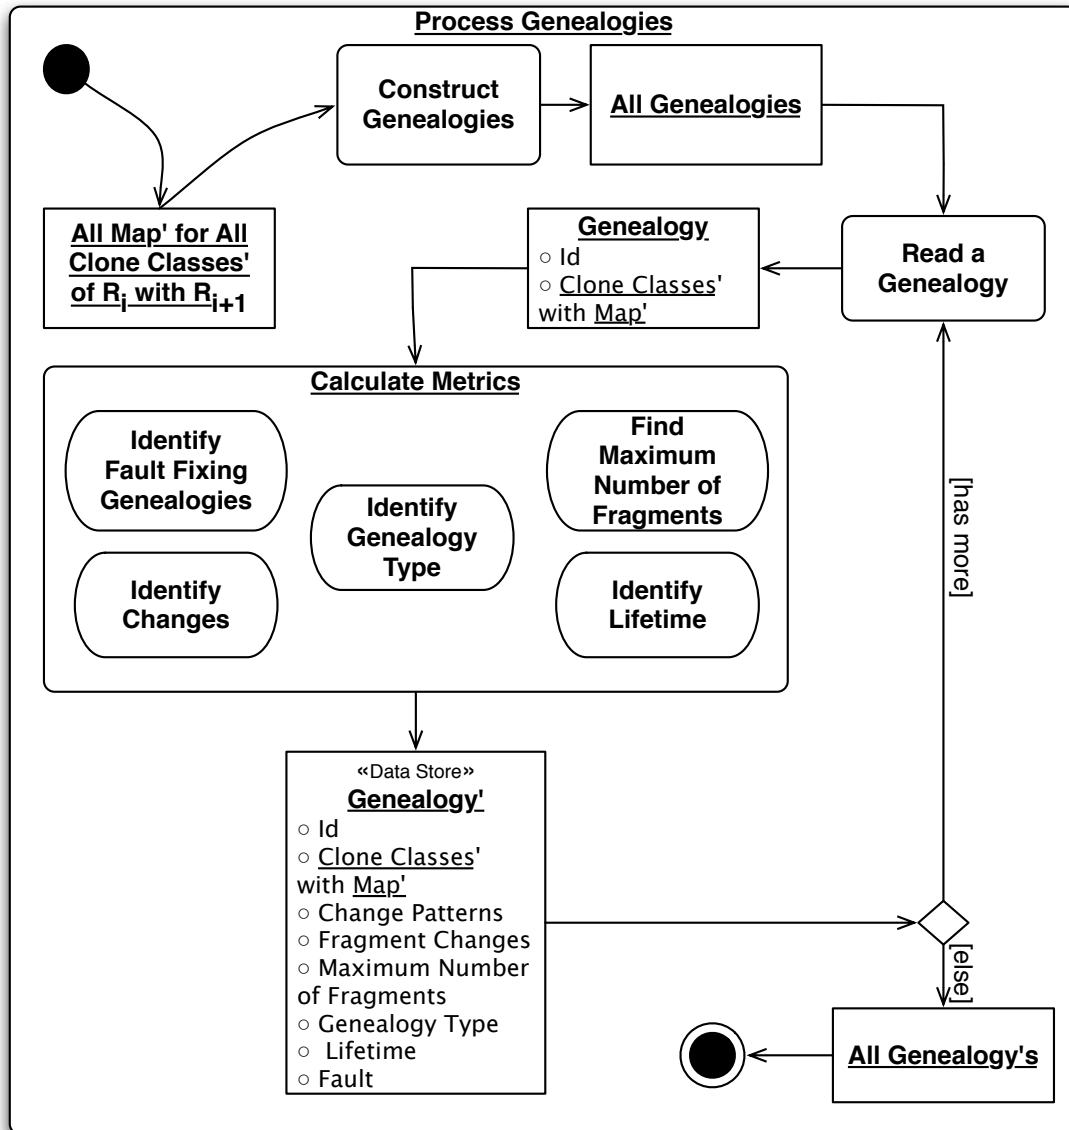 Process Genealogies
Construct
Genealogies
All Genealogies
All Map' for All
Clone Classes'
of Ri with Ri+1
Genealogy
○ Id
○ Clone Classes'
with Map'
Read a
Genealogy
Calculate Metrics
Identify
Fault Fixing
Genealogies
Find
Maximum
Number of
Fragments
Identify
Genealogy
Type
Identify
Changes
Identify
Lifetime
[has more]
«Data Store»
Genealogy'
○ Id
○ Clone Classes'
with Map'
○ Change Patterns
○ Fragment Changes
○ Maximum Number
of Fragments
○ Genealogy Type
○ Lifetime
○ Fault
[else]
All Genealogy's